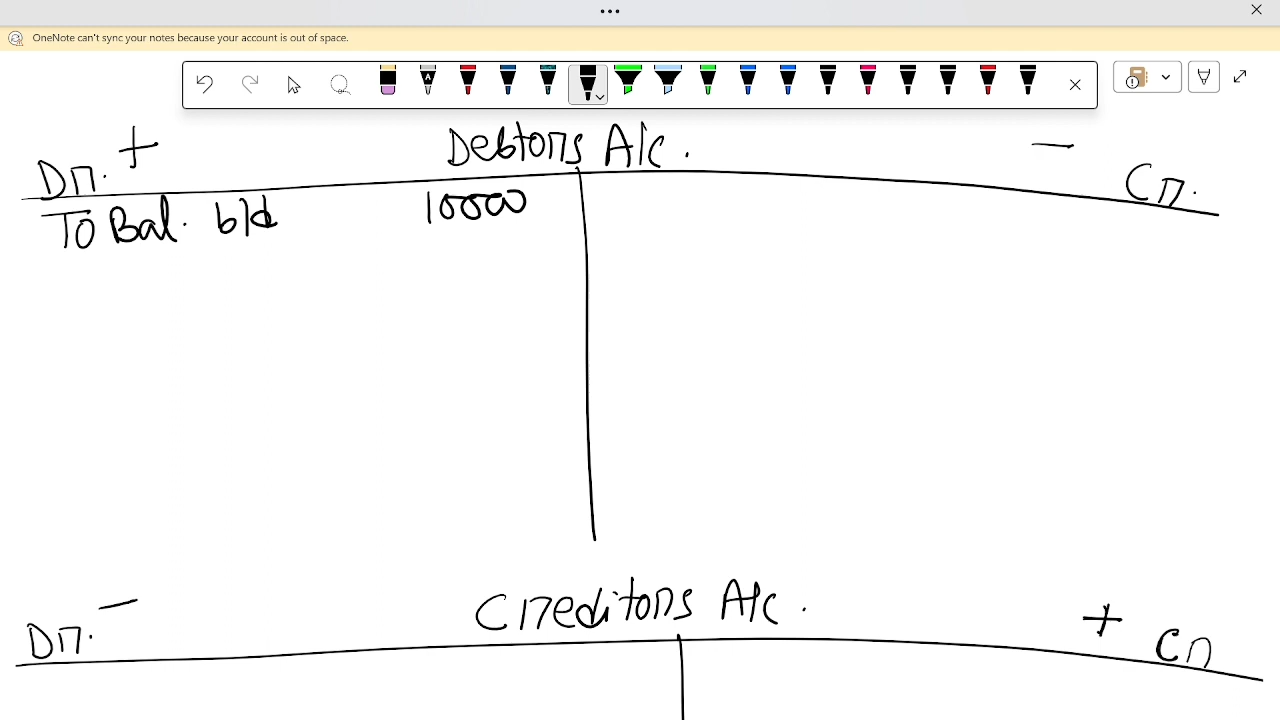 OneNote can't sync your notes because your account is out of space.
A
+ Debtors A/c. -
Dr. Cr.
To Bal. b/d 10000
- Creditors A/c. +
Dr. Cr